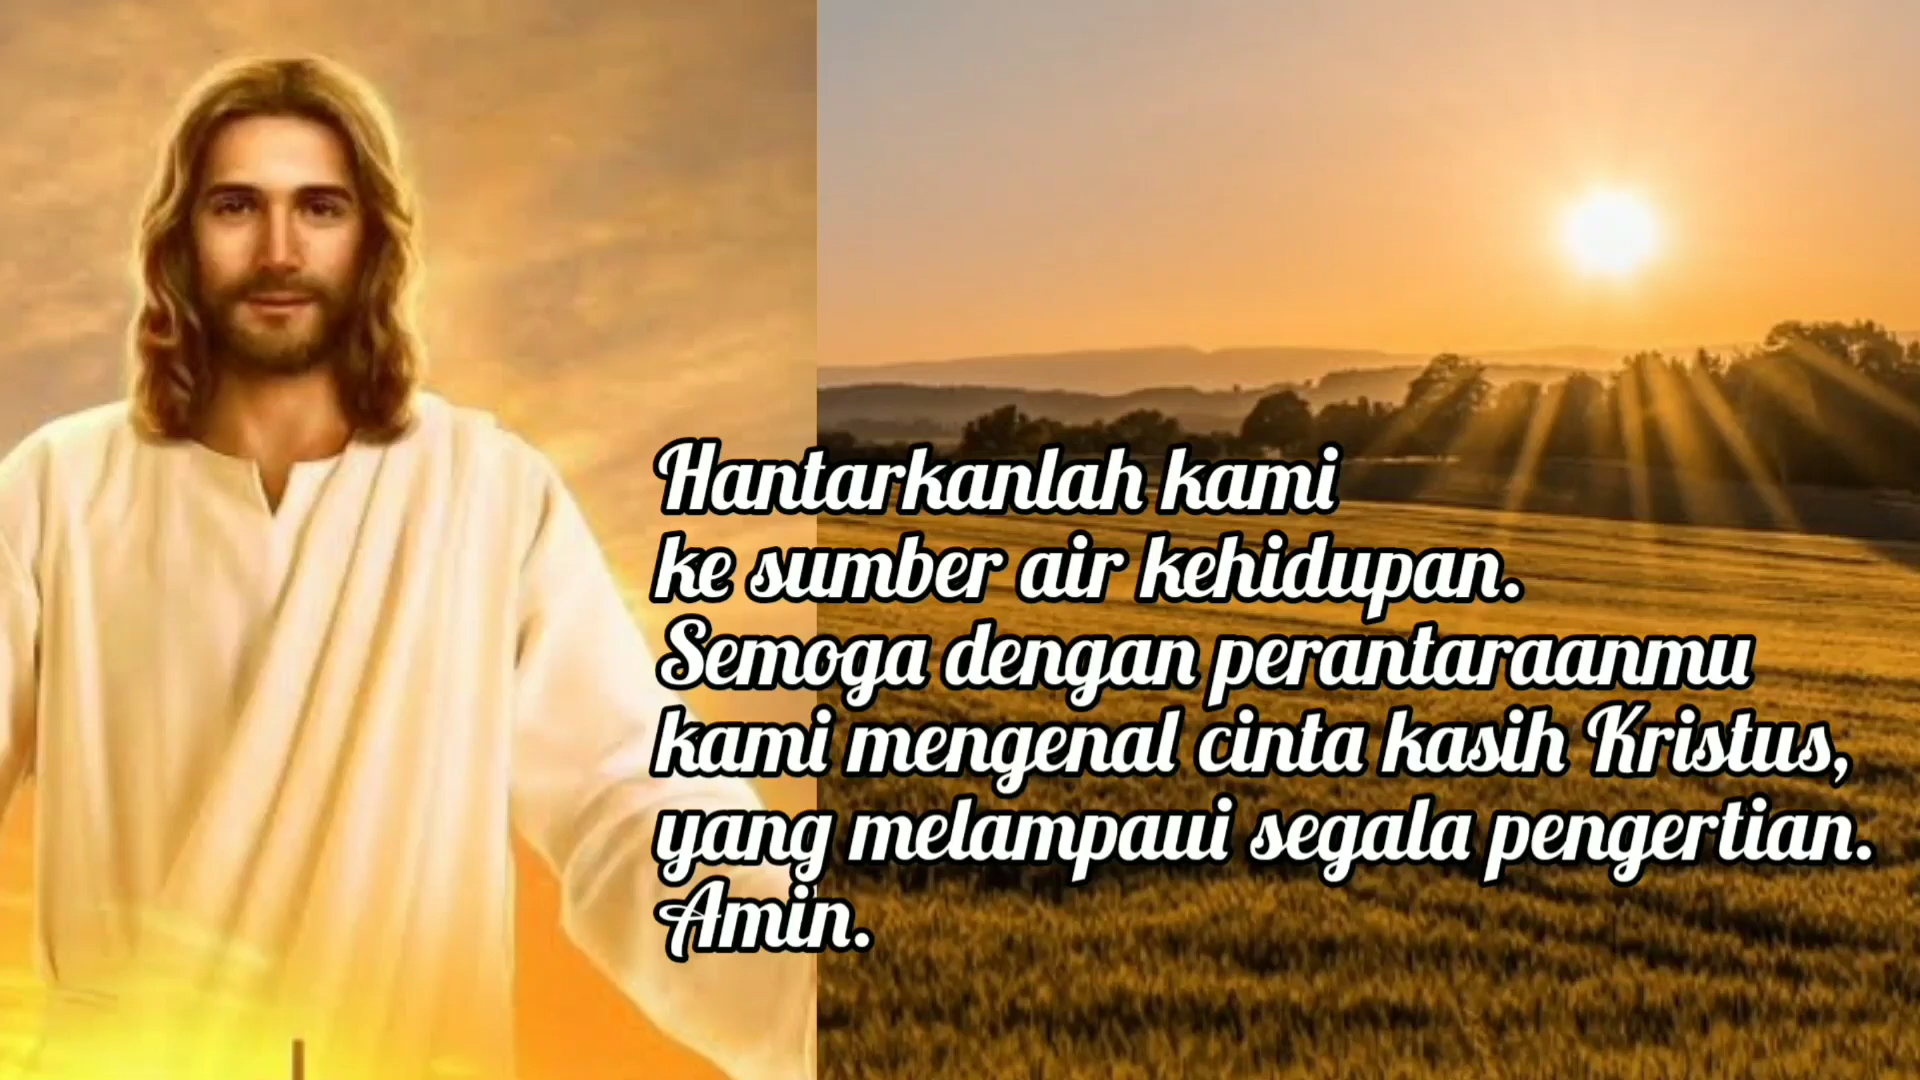 Hantarkanlah kami
ke sumber air kehidupan.
Semoga dengan perantaraanmu
kami mengenal cinta kasih Kristus,
yang melampaui segala pengertian.
Amin.